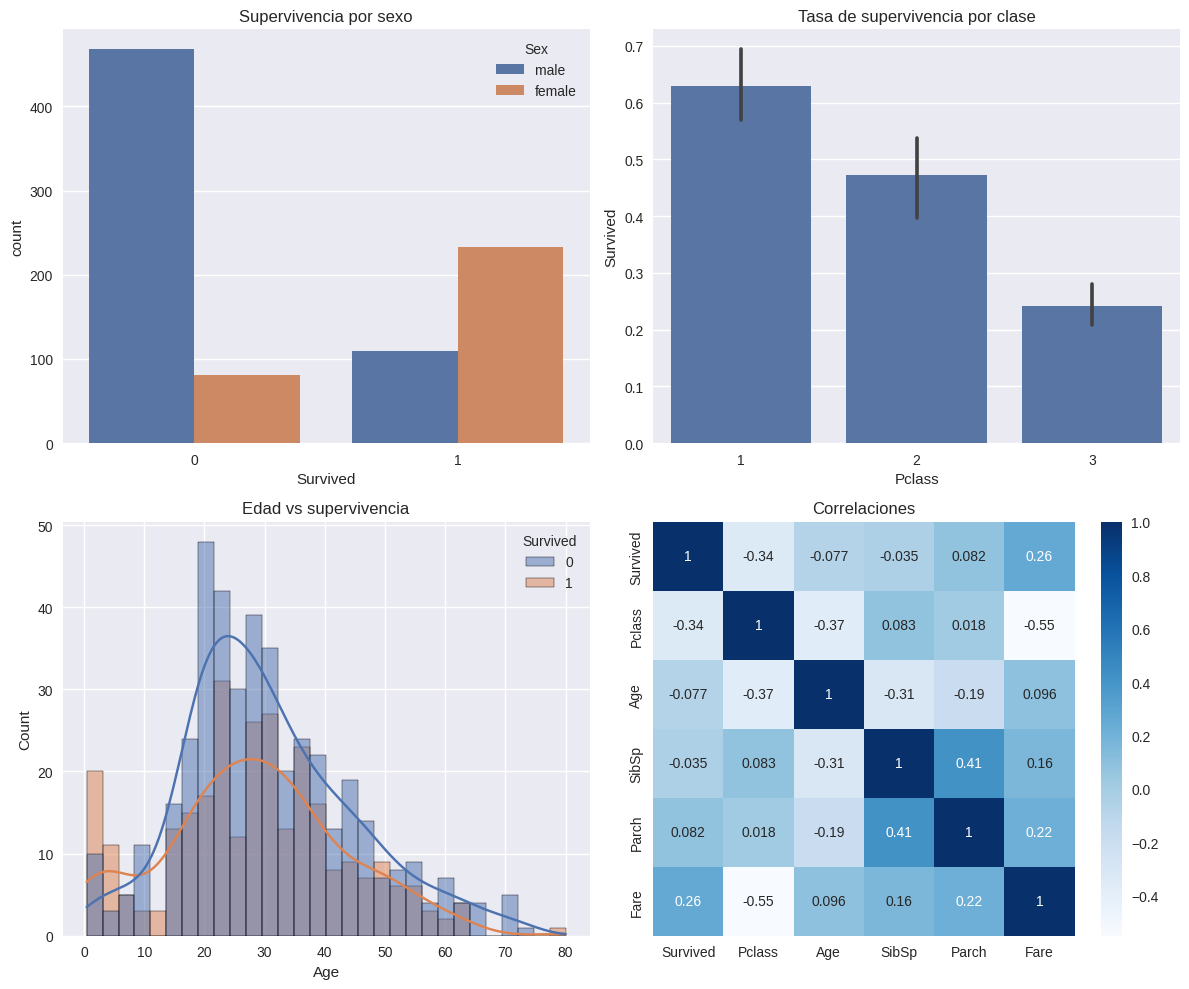 Supervivencia por sexo
count
400
300
200
100
0
Sex
male
female
0 1
Survived
Tasa de supervivencia por clase
Survived
0.7
0.6
0.5
0.4
0.3
0.2
0.1
0.0
1 2 3
Pclass
Edad vs supervivencia
Count
50
40
30
20
10
0
Survived
0
1
0 10 20 30 40 50 60 70 80
Age
Correlaciones
Survived 1 -0.34 -0.077 -0.035 0.082 0.26
Pclass -0.34 1 -0.37 0.083 0.018 -0.55
Age -0.077 -0.37 1 -0.31 -0.19 0.096
SibSp -0.035 0.083 -0.31 1 0.41 0.16
Parch 0.082 0.018 -0.19 0.41 1 0.22
Fare 0.26 -0.55 0.096 0.16 0.22 1
Survived Pclass Age SibSp Parch Fare
1.0
0.8
0.6
0.4
0.2
0.0
−0.2
−0.4